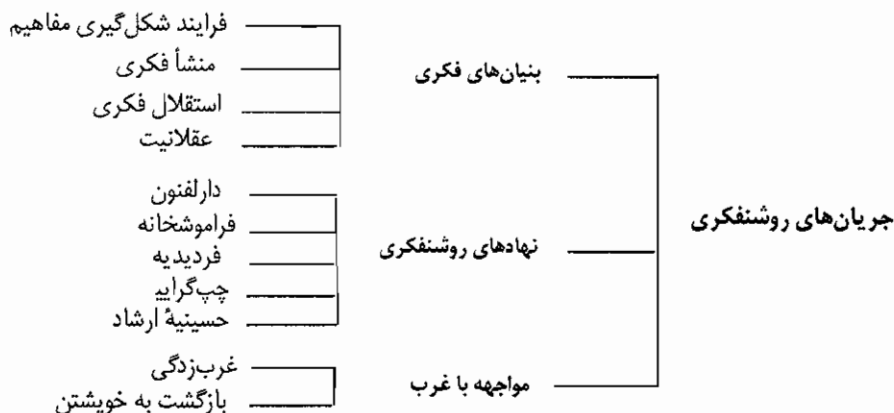 جریان‌های روشنفکری
بنیان‌های فکری
فرایند شکل‌گیری مفاهیم
منشأ فکری
استقلال فکری
عقلانیت
نهادهای روشنفکری
دارلفنون
فراموشخانه
فردیدیه
چپ‌گرایی
حسینیهٔ ارشاد
مواجهه با غرب
غرب‌زدگی
بازگشت به خویشتن